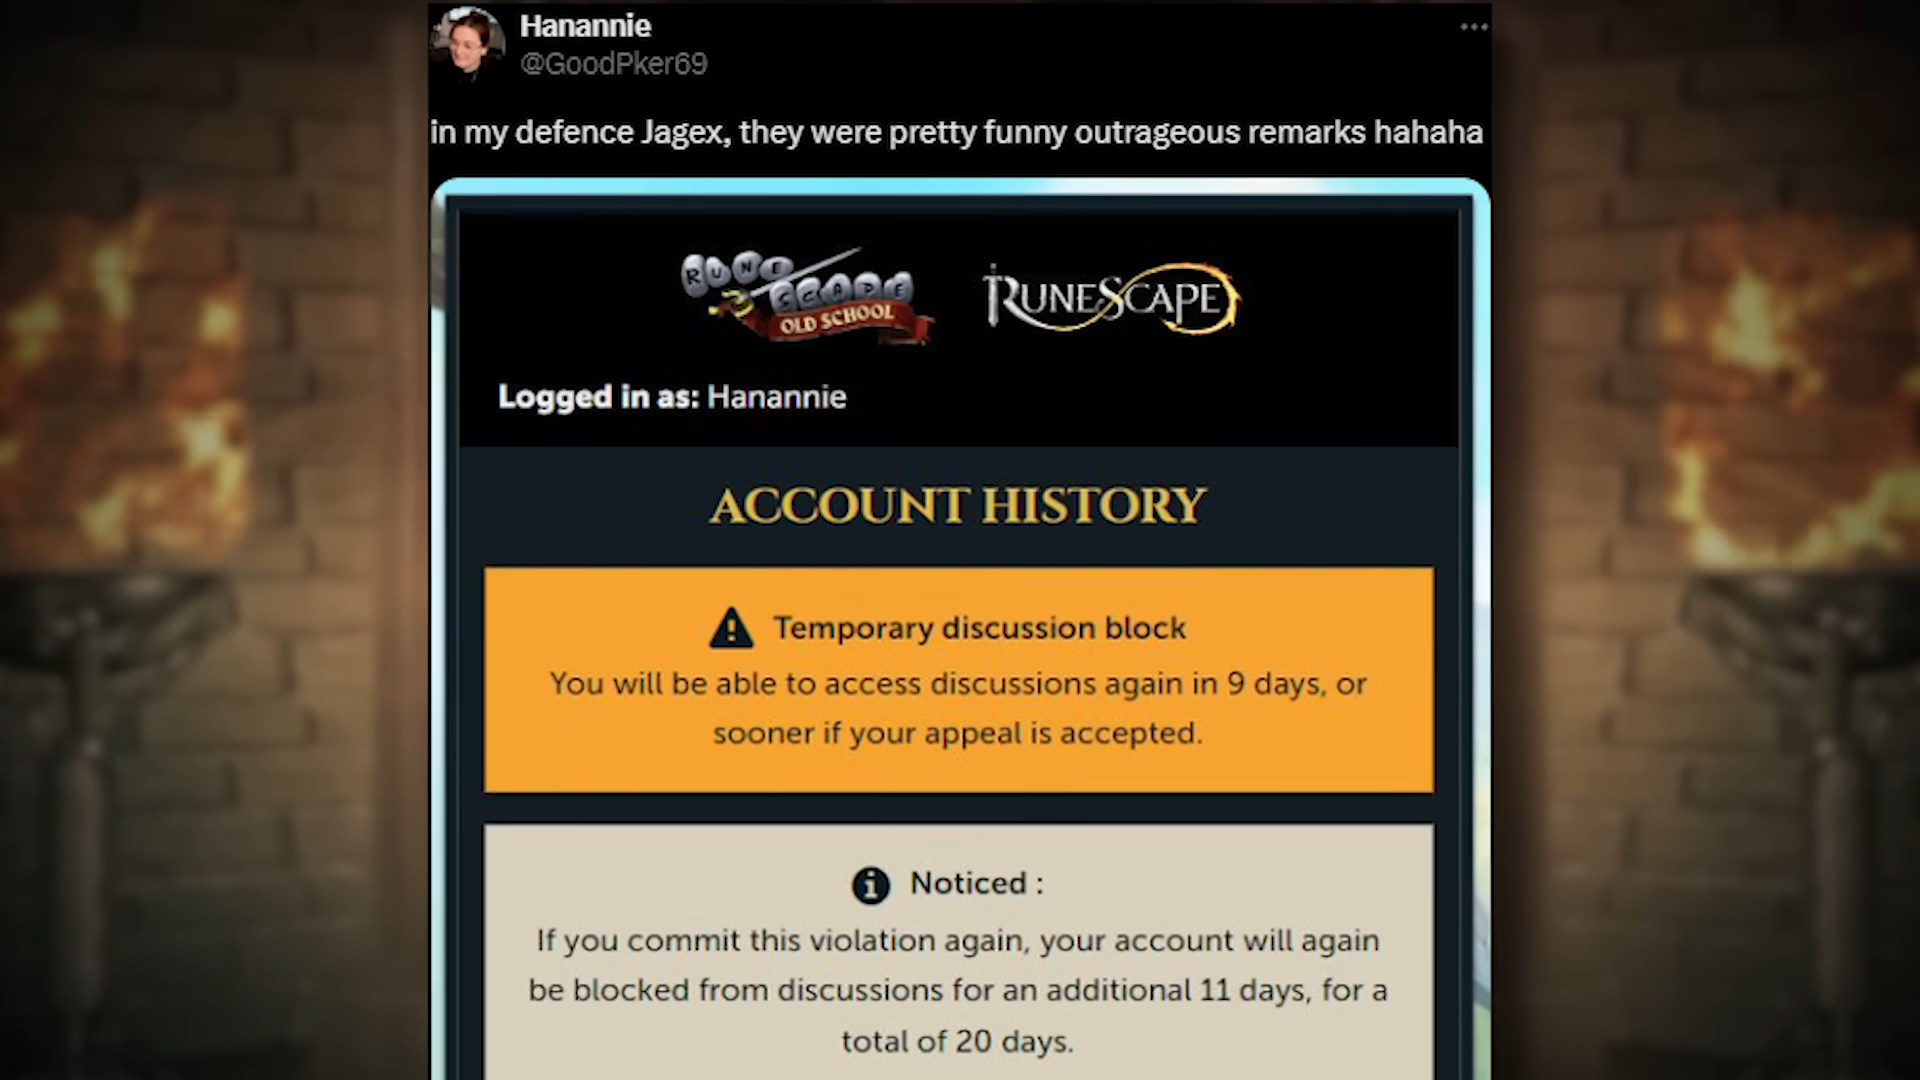 Hanannie
@GoodPker69
in my defence Jagex, they were pretty funny outrageous remarks hahaha
RUNE
SCAPE
OLD SCHOOL
RUNESCAPE
Logged in as: Hanannie
ACCOUNT HISTORY
Temporary discussion block
You will be able to access discussions again in 9 days, or
sooner if your appeal is accepted.
Noticed :
If you commit this violation again, your account will again
be blocked from discussions for an additional 11 days, for a
total of 20 days.